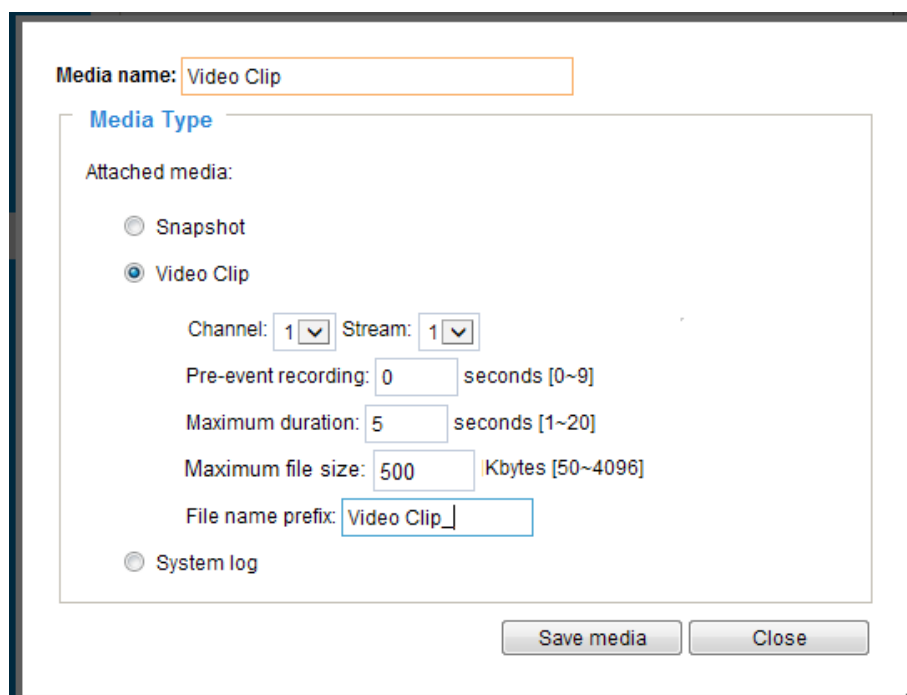 Media name: Video Clip
Media Type
Attached media:
Snapshot
Video Clip
Channel: 1 Stream: 1
Pre-event recording: 0 seconds [0~9]
Maximum duration: 5 seconds [1~20]
Maximum file size: 500 Kbytes [50~4096]
File name prefix: Video Clip_
System log
Save media Close